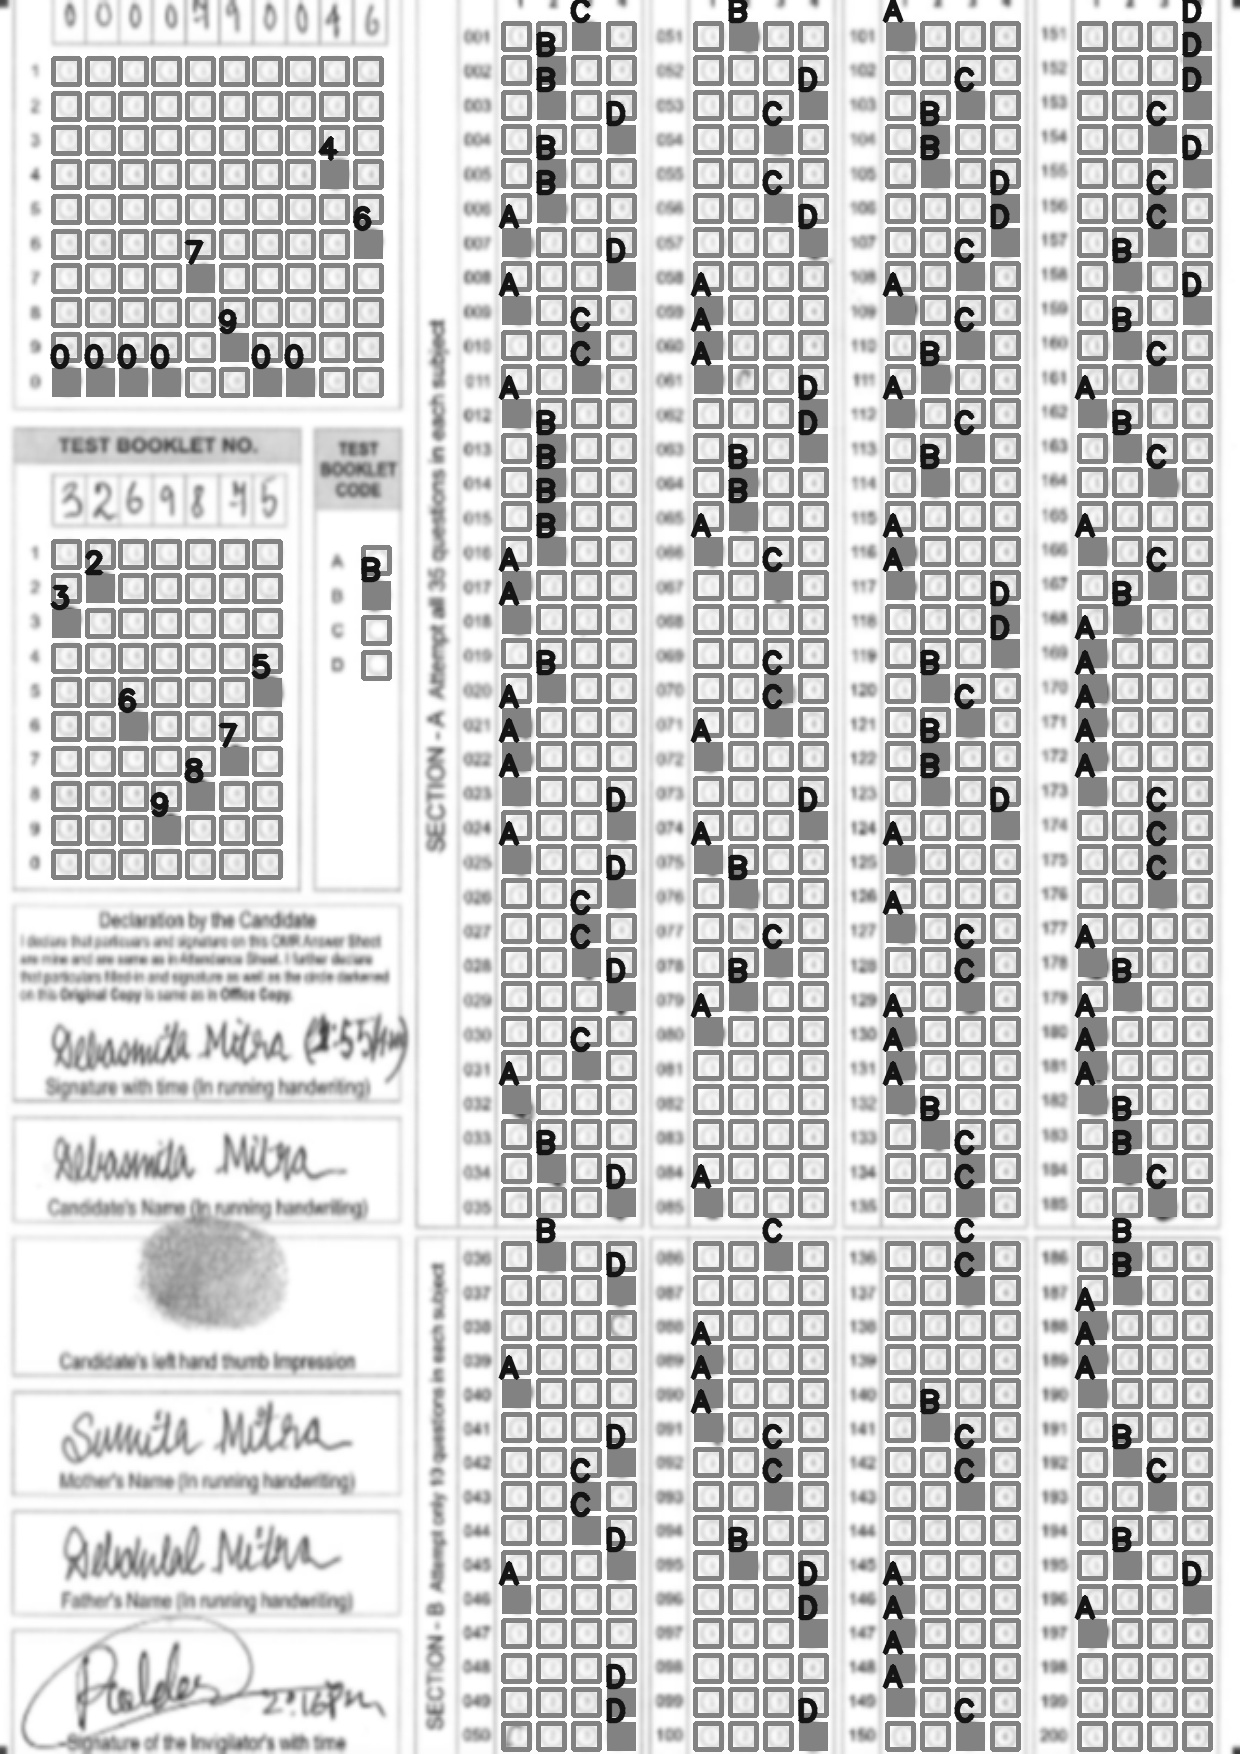 0 0 0 0 7 9 0 0 4 6
1
2
3 4
4
5 6
6 7
7
8 9
9 0 0 0 0 0 0
0
TEST BOOKLET NO.
3 2 6 9 8 7 5
1 2
2 3
3
4 5
5 6
6 7
7 8
8 9
9
0
TEST
BOOKLET
CODE
A B
B
C
D
Declaration by the Candidate
I declare that particulars and signature on this OMR Answer Sheet
are mine and are same as in Attendance Sheet. I further declare
that particulars filled-in and signature as well as the circle darkened
on this Original Copy is same as in Office Copy.
Debasmita Mitra
Signature with time (In running handwriting)
Debasmita Mitra
Candidate's Name (In running handwriting)
Candidate's left hand thumb Impression
Sumita Mitra
Mother's Name (In running handwriting)
Mitra
Father's Name (In running handwriting)
2:16 Pm
Signature of the Invigilator's with time
SECTION - A Attempt all 35 questions in each subject
001 C
002 B
003 B
004 D
005 B
006 B
007 A
008 D
009 A
010 C
011 C
012 A
013 B
014 B
015 B
016 B
017 A
018 A
019
020 B
021 A
022 A
023 A
024 D
025 A
026 D
027 C
028 C
029 D
030
031 C
032 A
033
034 B
035 D
SECTION - B Attempt only 13 questions in each subject
036 B
037 D
038
039
040 A
041
042 D
043 C
044 C
045 D
046 A
047
048
049 D
050 D
051 B
052
053 D
054 C
055
056 C
057 D
058
059 A
060 A
061 A
062 D
063 D
064 B
065 B
066 A
067 C
068
069
070 C
071 C
072 A
073
074 D
075 A
076 B
077
078 C
079 B
080 A
081
082
083
084
085 A
086 C
087
088
089 A
090 A
091 A
092 C
093 C
094
095 B
096 D
097 D
098
099
100 D
101 A
102
103 C
104 B
105 B
106 D
107 D
108 C
109 A
110 C
111 B
112 A
113 C
114 B
115
116 A
117 A
118 D
119 D
120 B
121 C
122 B
123 B
124 D
125 A
126
127 A
128 C
129 C
130 A
131 A
132 A
133 B
134 C
135 C
136 C
137 C
138
139
140
141 B
142 C
143 C
144
145
146 A
147 A
148 A
149 A
150 C
151 D
152 D
153 D
154 C
155 D
156 C
157 C
158 B
159 D
160 B
161 C
162 A
163 B
164 C
165
166 A
167 C
168 B
169 A
170 A
171 A
172 A
173 A
174 C
175 C
176 C
177
178 A
179 B
180 A
181 A
182 A
183 B
184 B
185 C
186 B
187 B
188 A
189 A
190 A
191
192 B
193 C
194
195 B
196 D
197 A
198
199
200